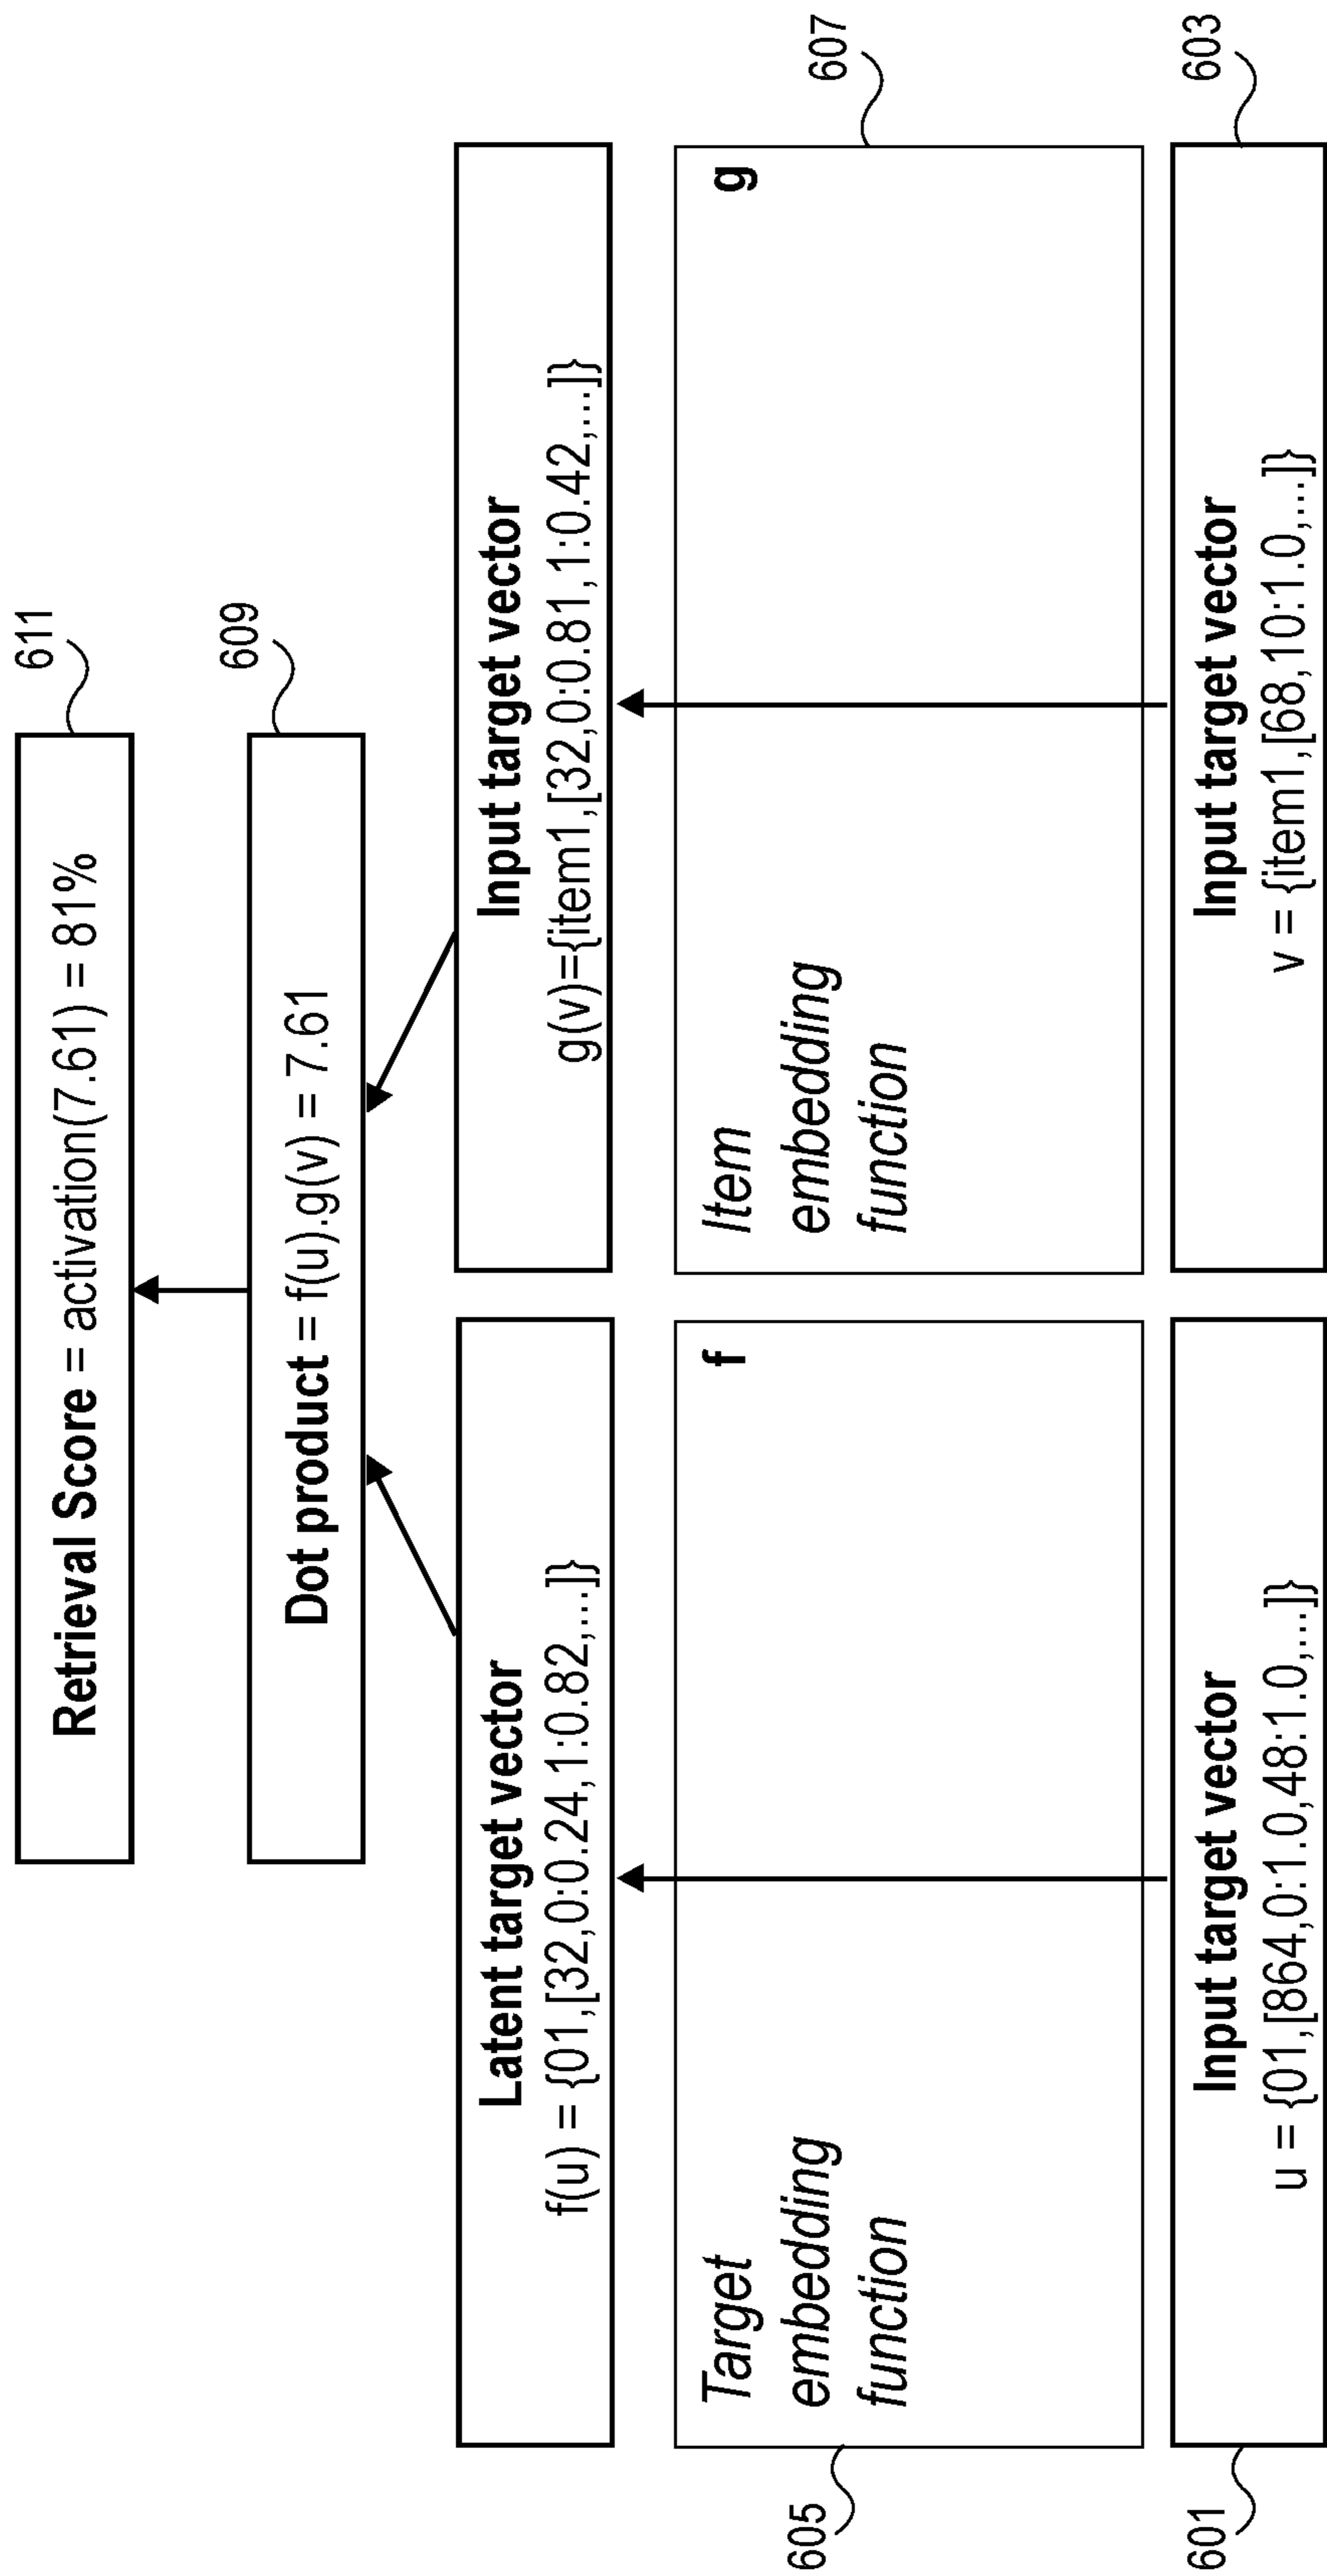 611
Retrieval Score = activation(7.61) = 81%
609
Dot product = f(u).g(v) = 7.61
Latent target vector
f(u) = {01,[32,0:0.24,1:0.82,...]}
Input target vector
g(v)={item1,[32,0:0.81,1:0.42,...]}
605
Target
embedding
function
f
Item
embedding
function
g
607
601
Input target vector
u = {01,[864,0:1.0,48:1.0,...]}
Input target vector
v = {item1,[68,10:1.0,...]}
603